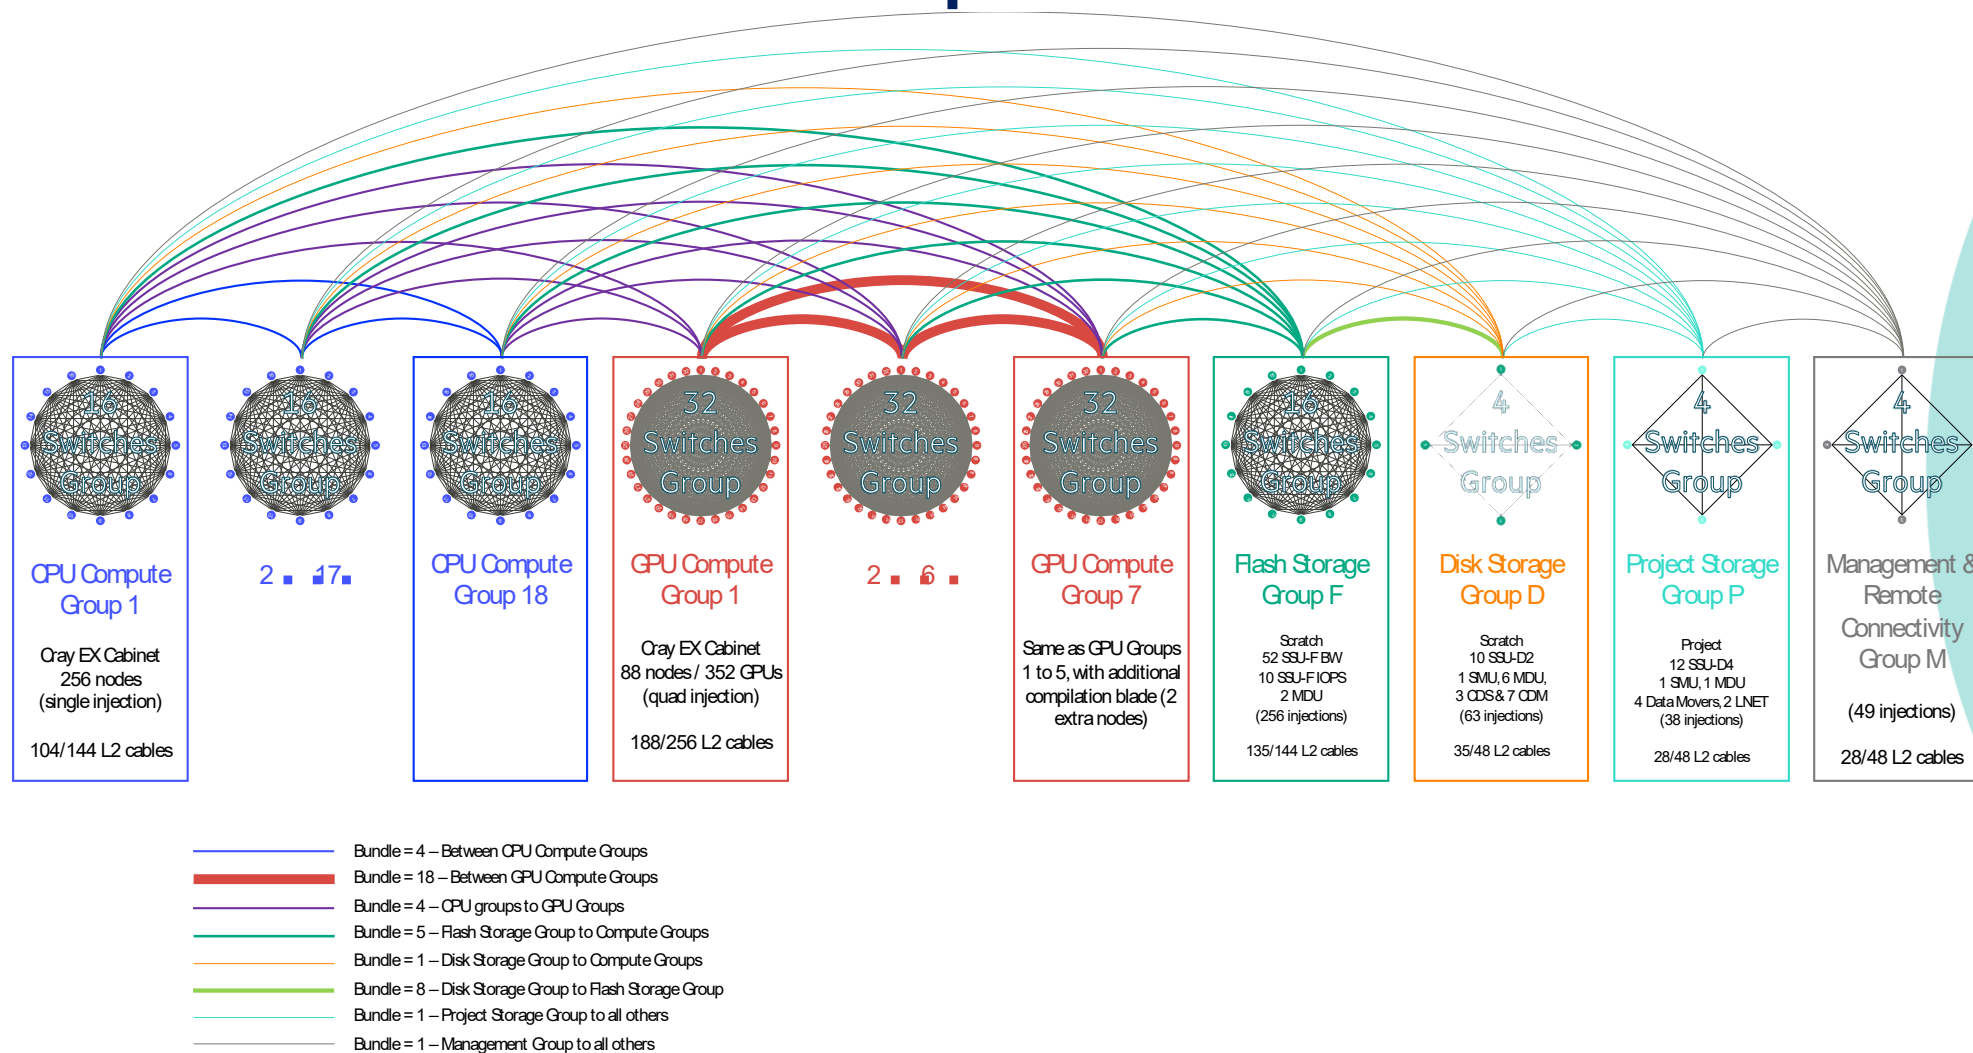 16
Switches
Group
16
Switches
Group
16
Switches
Group
32
Switches
Group
32
Switches
Group
32
Switches
Group
16
Switches
Group
4
Switches
Group
4
Switches
Group
4
Switches
Group
CPU Compute
Group 1
Cray EX Cabinet
256 nodes
(single injection)
104/144 L2 cables
2 . . 17.
CPU Compute
Group 18
GPU Compute
Group 1
Cray EX Cabinet
88 nodes / 352 GPUs
(quad injection)
188/256 L2 cables
2 . . 6 .
GPU Compute
Group 7
Same as GPU Groups
1 to 5, with additional
compilation blade (2
extra nodes)
Flash Storage
Group F
Scratch
52 SSU-F BW
10 SSU-F IOPS
2 MDU
(256 injections)
135/144 L2 cables
Disk Storage
Group D
Scratch
10 SSU-D2
1 SMU, 6 MDU,
3 CDS & 7 CDM
(63 injections)
35/48 L2 cables
Project Storage
Group P
Project
12 SSU-D4
1 SMU, 1 MDU
4 Data Movers, 2 LNET
(38 injections)
28/48 L2 cables
Management &
Remote
Connectivity
Group M
(49 injections)
28/48 L2 cables
Bundle = 4 – Between CPU Compute Groups
Bundle = 18 – Between GPU Compute Groups
Bundle = 4 – CPU groups to GPU Groups
Bundle = 5 – Flash Storage Group to Compute Groups
Bundle = 1 – Disk Storage Group to Compute Groups
Bundle = 8 – Disk Storage Group to Flash Storage Group
Bundle = 1 – Project Storage Group to all others
Bundle = 1 – Management Group to all others